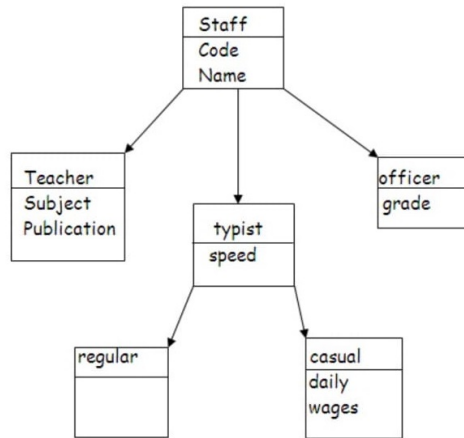 Staff
Code
Name
Teacher
Subject
Publication
officer
grade
typist
speed
regular
casual
daily
wages